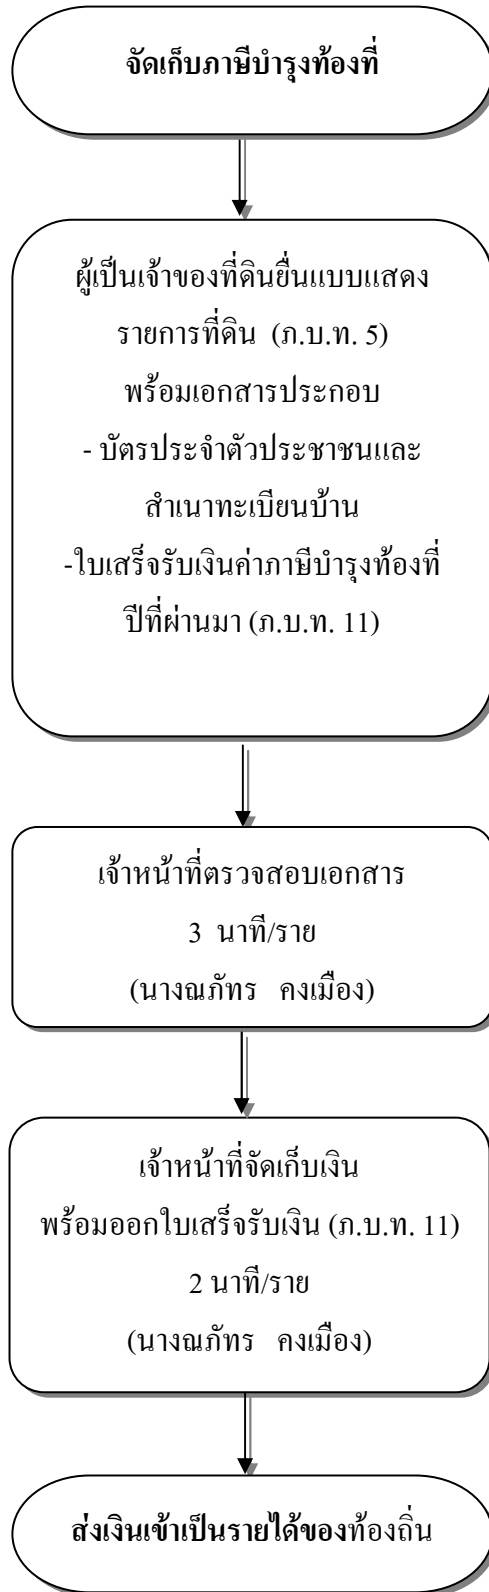 จัดเก็บภาษีบำรุงท้องที่
ผู้เป็นเจ้าของที่ดินยื่นแบบแสดง
รายการที่ดิน (ภ.บ.ท. 5)
พร้อมเอกสารประกอบ
- บัตรประจำตัวประชาชนและ
สำเนาทะเบียนบ้าน
-ใบเสร็จรับเงินค่าภาษีบำรุงท้องที่
ปีที่ผ่านมา (ภ.บ.ท. 11)
เจ้าหน้าที่ตรวจสอบเอกสาร
3 นาที/ราย
(นางณภัทร คงเมือง)
เจ้าหน้าที่จัดเก็บเงิน
พร้อมออกใบเสร็จรับเงิน (ภ.บ.ท. 11)
2 นาที/ราย
(นางณภัทร คงเมือง)
ส่งเงินเข้าเป็นรายได้ของท้องถิ่น